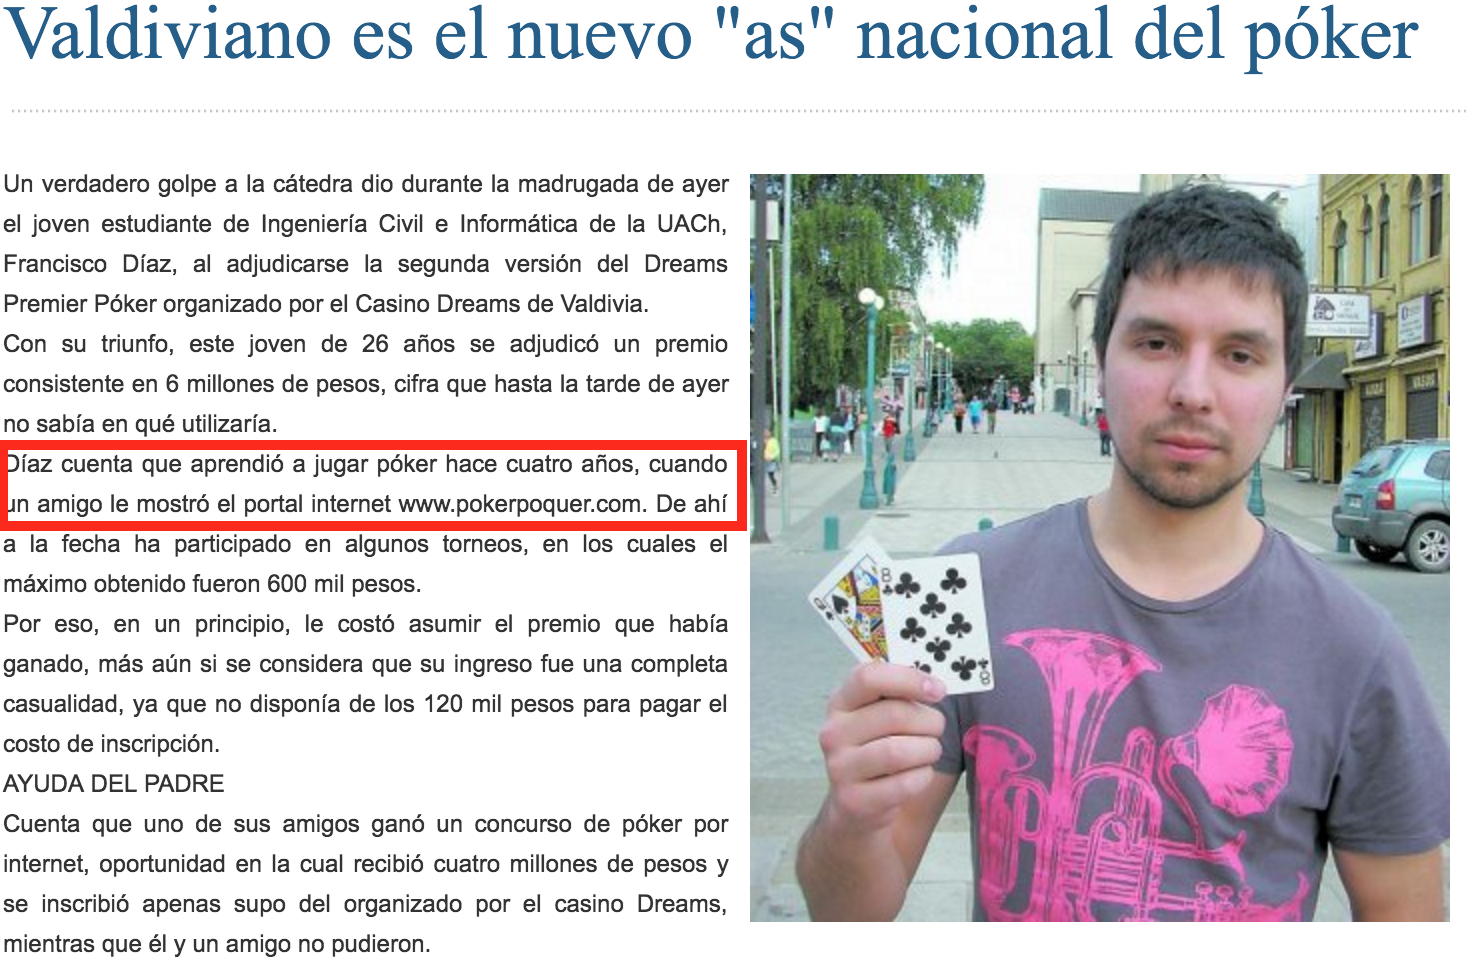 Valdiviano es el nuevo "as" nacional del póker
Un verdadero golpe a la cátedra dio durante la madrugada de ayer
el joven estudiante de Ingeniería Civil e Informática de la UACh,
Francisco Díaz, al adjudicarse la segunda versión del Dreams
Premier Póker organizado por el Casino Dreams de Valdivia.
Con su triunfo, este joven de 26 años se adjudicó un premio
consistente en 6 millones de pesos, cifra que hasta la tarde de ayer
no sabía en qué utilizaría.
Díaz cuenta que aprendió a jugar póker hace cuatro años, cuando
un amigo le mostró el portal internet www.pokerpoquer.com. De ahí
a la fecha ha participado en algunos torneos, en los cuales el
máximo obtenido fueron 600 mil pesos.
Por eso, en un principio, le costó asumir el premio que había
ganado, más aún si se considera que su ingreso fue una completa
casualidad, ya que no disponía de los 120 mil pesos para pagar el
costo de inscripción.
AYUDA DEL PADRE
Cuenta que uno de sus amigos ganó un concurso de póker por
internet, oportunidad en la cual recibió cuatro millones de pesos y
se inscribió apenas supo del organizado por el casino Dreams,
mientras que él y un amigo no pudieron.
Q
8
8